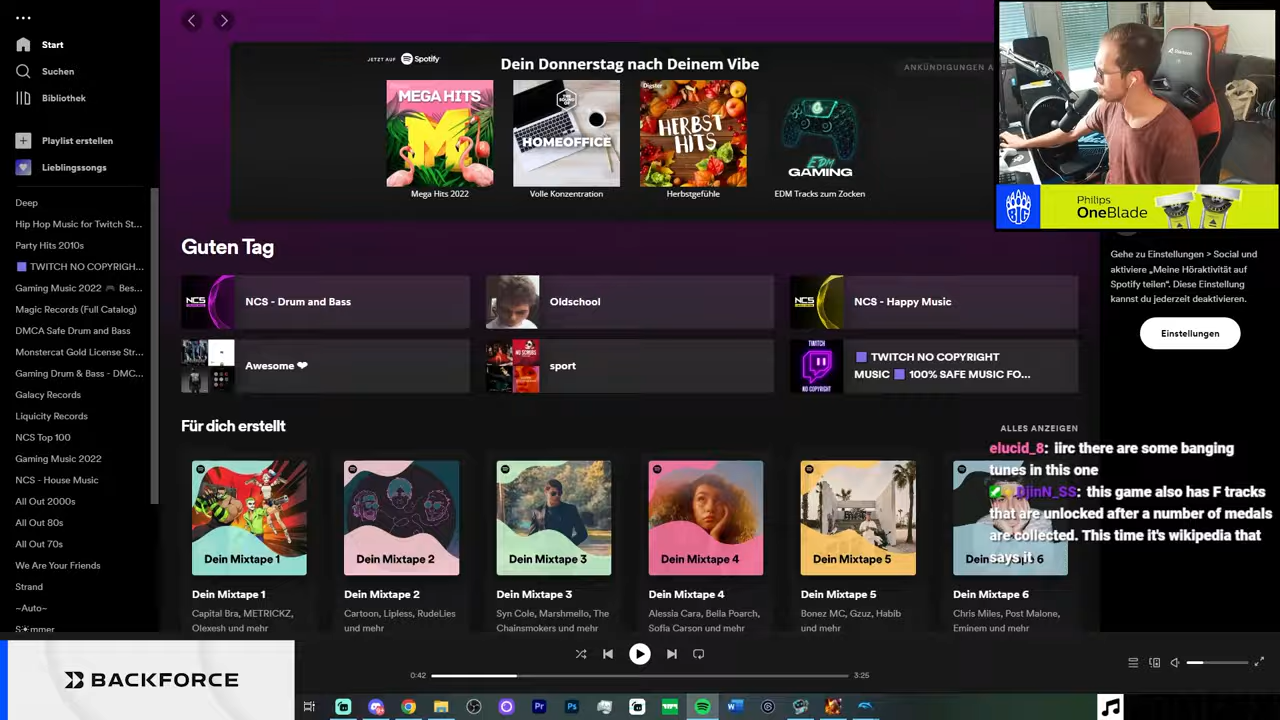 Start
Suchen
Bibliothek
Playlist erstellen
Lieblingssongs
Deep
Hip Hop Music for Twitch St...
Party Hits 2010s
TWITCH NO COPYRIGH...
Gaming Music 2022 🎮 Bes...
Magic Records (Full Catalog)
DMCA Safe Drum and Bass
Monstercat Gold License Str...
Gaming Drum & Bass - DMC...
Galacy Records
Liquicity Records
NCS Top 100
Gaming Music 2022
NCS - House Music
All Out 2000s
All Out 80s
All Out 70s
We Are Your Friends
Strand
~Auto~
S☀mmer
JETZT AUF Spotify
Dein Donnerstag nach Deinem Vibe
ANKÜNDIGUNGEN A
MEGA HITS
M
HOMEOFFICE
Digster
HERBST
HITS
EDM
GAMING
Mega Hits 2022
Volle Konzentration
Herbstgefühle
EDM Tracks zum Zocken
Guten Tag
NCS
NCS - Drum and Bass
Oldschool
NCS
NCS - Happy Music
Awesome ❤
sport
TWITCH
NO COPYRIGHT
TWITCH NO COPYRIGHT
MUSIC 100% SAFE MUSIC FO...
Für dich erstellt
ALLES ANZEIGEN
Dein Mixtape 1
Dein Mixtape 2
Dein Mixtape 3
Dein Mixtape 4
Dein Mixtape 5
6
Dein Mixtape 1
Capital Bra, METRICKZ,
Olexesh und mehr
Dein Mixtape 2
Cartoon, Lipless, RudeLies
und mehr
Dein Mixtape 3
Syn Cole, Marshmello, The
Chainsmokers und mehr
Dein Mixtape 4
Alessia Cara, Bella Poarch,
Sofia Carson und mehr
Dein Mixtape 5
Bonez MC, Gzuz, Habib
und mehr
Dein Mixtape 6
Chris Miles, Post Malone,
Eminem und mehr
Philips
OneBlade
Gehe zu Einstellungen > Social und
aktiviere „Meine Höraktivität auf
Spotify teilen“. Diese Einstellung
kannst du jederzeit deaktivieren.
Einstellungen
elucid_8: iirc there are some banging
tunes in this one
DjinN_SS: this game also has F tracks
that are unlocked after a number of medals
are collected. This time it's wikipedia that
says it
0:42
3:25
BACKFORCE
Pr
Ps
W